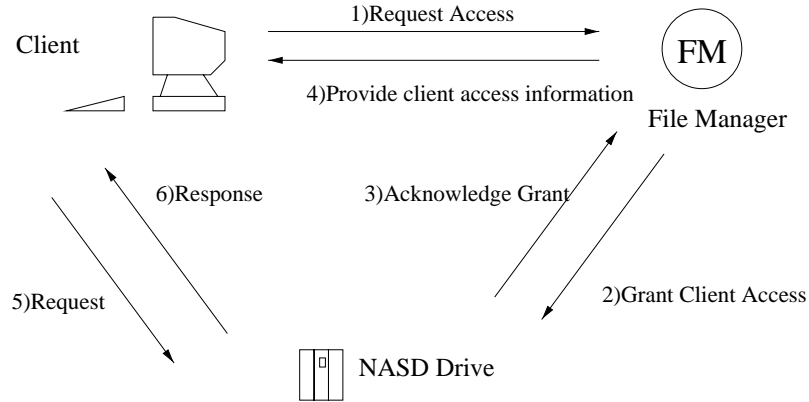 1)Request Access
Client
FM
4)Provide client access information
File Manager
6)Response
3)Acknowledge Grant
5)Request
2)Grant Client Access
NASD Drive